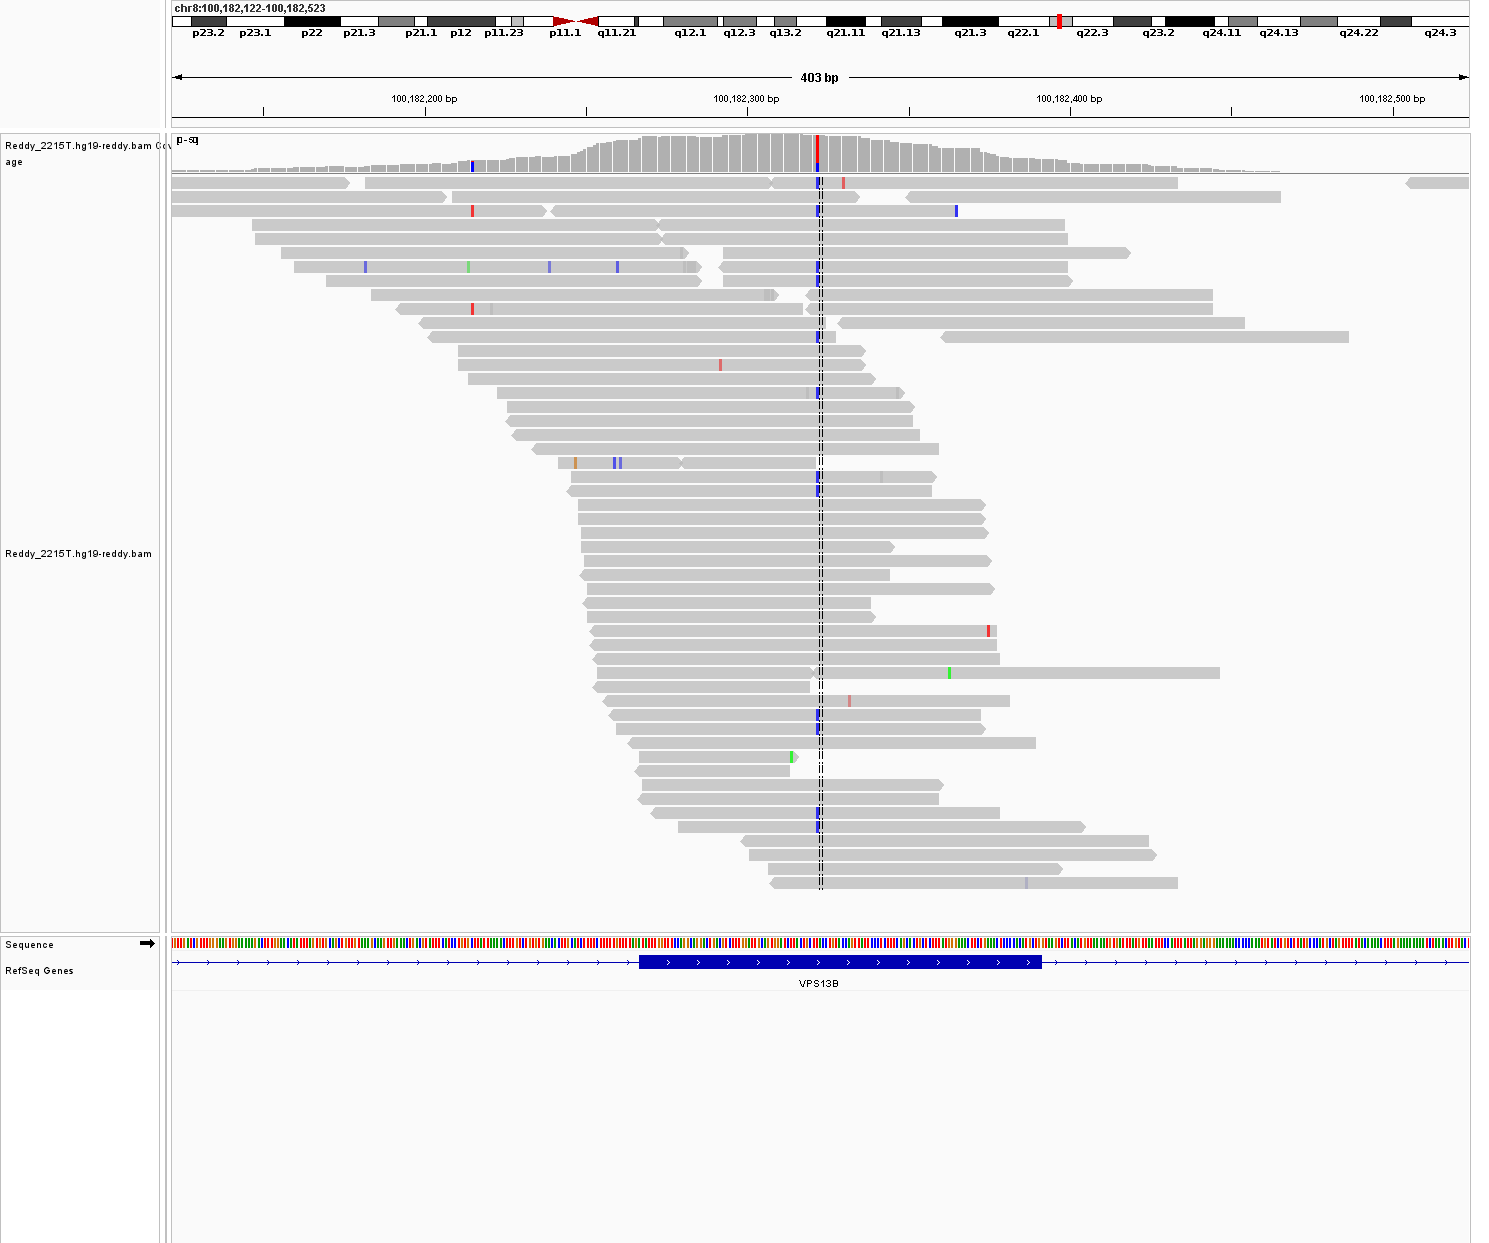 chr8:100,182,122-100,182,523
p23.2 p23.1 p22 p21.3 p21.1 p12 p11.23 p11.1 q11.21 q12.1 q12.3 q13.2 q21.11 q21.13 q21.3 q22.1 q22.3 q23.2 q24.11 q24.13 q24.22 q24.3
403 bp
100,182,200 bp 100,182,300 bp 100,182,400 bp 100,182,500 bp
Reddy_2215T.hg19-reddy.bam Cov
age
Reddy_2215T.hg19-reddy.bam
Sequence
RefSeq Genes
VPS13B